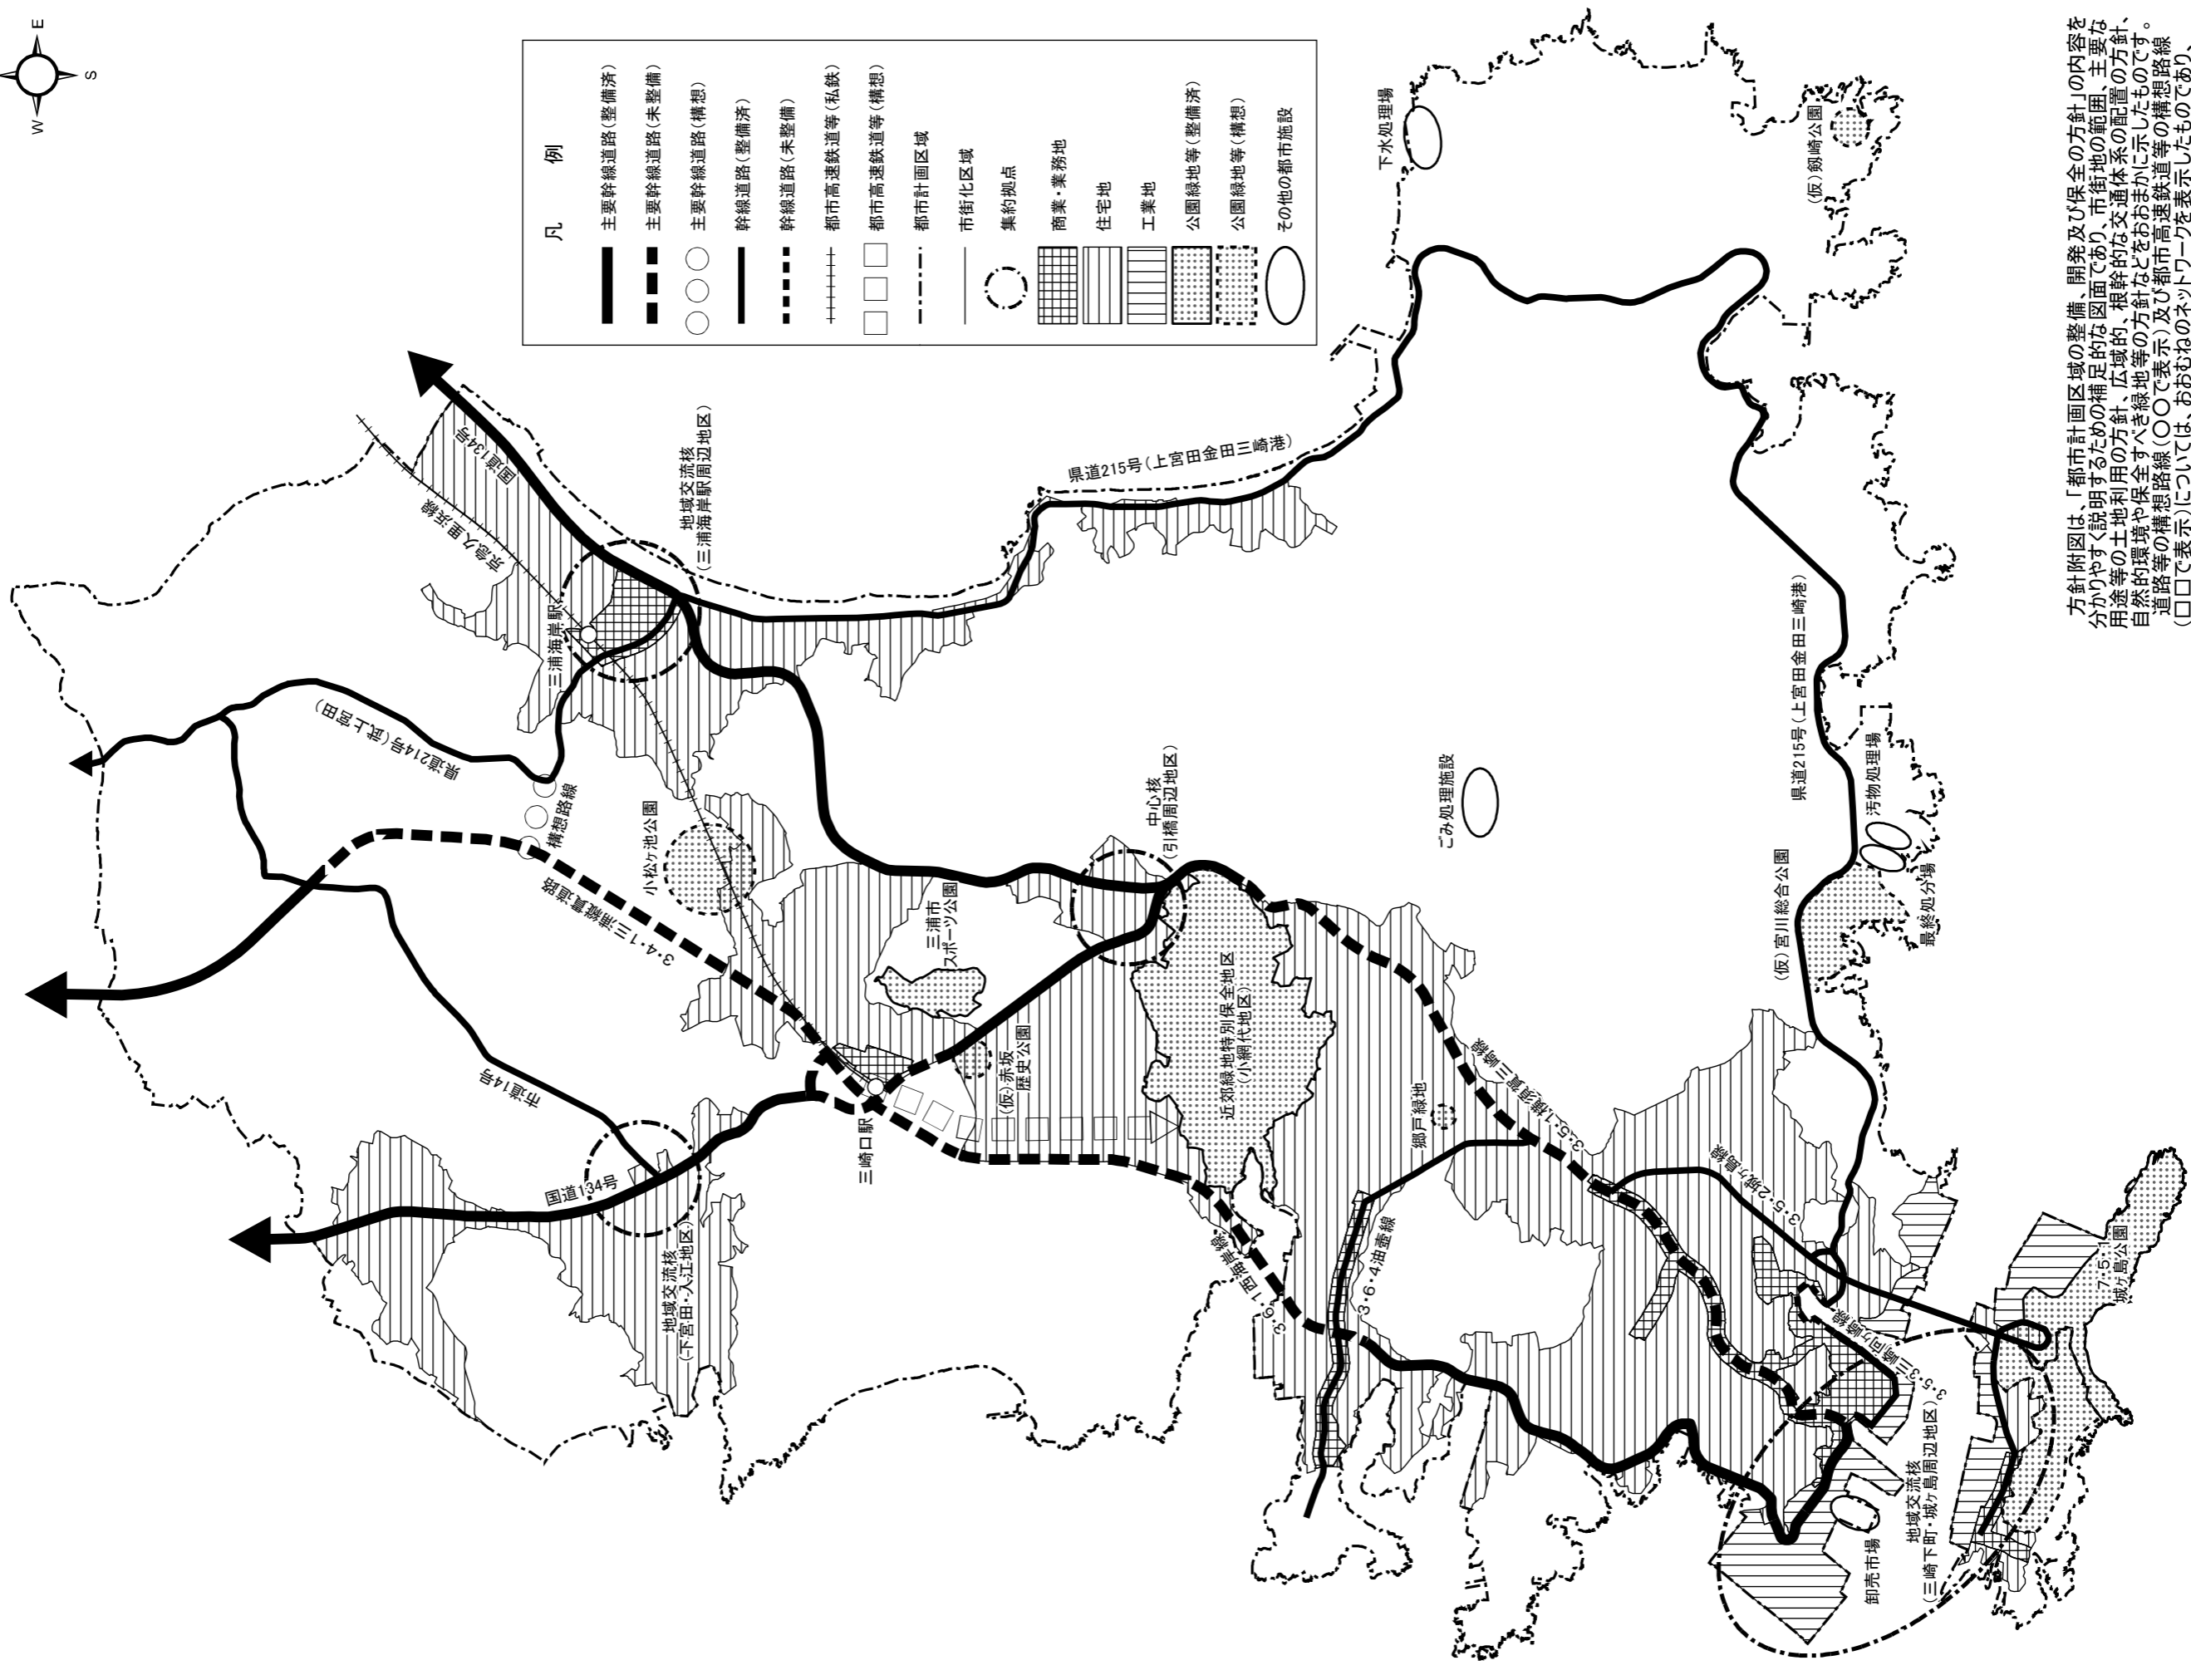 W
E
S
凡　例
主要幹線道路(整備済)
主要幹線道路(未整備)
主要幹線道路(構想)
幹線道路(整備済)
幹線道路(未整備)
都市高速鉄道等(私鉄)
都市高速鉄道等(構想)
都市計画区域
市街化区域
集約拠点
商業・業務地
住宅地
工業地
公園緑地等(整備済)
公園緑地等(構想)
その他の都市施設
国道134号
京急久里浜線
地域交流核
(三浦海岸駅周辺地区)
三浦海岸駅
県道214号(武上宮田)
構想路線
3・4・1三浦縦貫道路
小松ヶ池公園
市道14号
国道134号
地域交流核
(下宮田・入江地区)
三崎口駅
三浦市
スポーツ公園
(仮)赤坂
歴史公園
中心核
(引橋周辺地区)
近郊緑地特別保全地区
(小網代地区)
県道215号(上宮田金田三崎港)
下水処理場
(仮)剱崎公園
ごみ処理施設
県道215号(上宮田金田三崎港)
汚物処理場
最終処分場
(仮)宮川総合公園
郷戸緑地
3・5・1横須賀三崎線
3・6・1西海岸線
3・6・4油壺線
3・5・2城ヶ島線
3・5・3三崎向ヶ崎線
7・5・1
城ヶ島公園
卸売市場
地域交流核
(三崎下町・城ヶ島周辺地区)
方針附図は、「都市計画区域の整備、開発及び保全の方針」の内容を
分かりやすく説明するための補足的な図面であり、市街地の範囲、主要な
用途等の土地利用の方針、広域的、根幹的な交通体系の配置の方針、
自然的環境や保全すべき緑地等の方針などをおおまかに示したものです。
道路等の構想路線(〇〇で表示)及び都市高速鉄道等の構想路線
(□□で表示)については、おおむねのネットワークを表示したものであり、